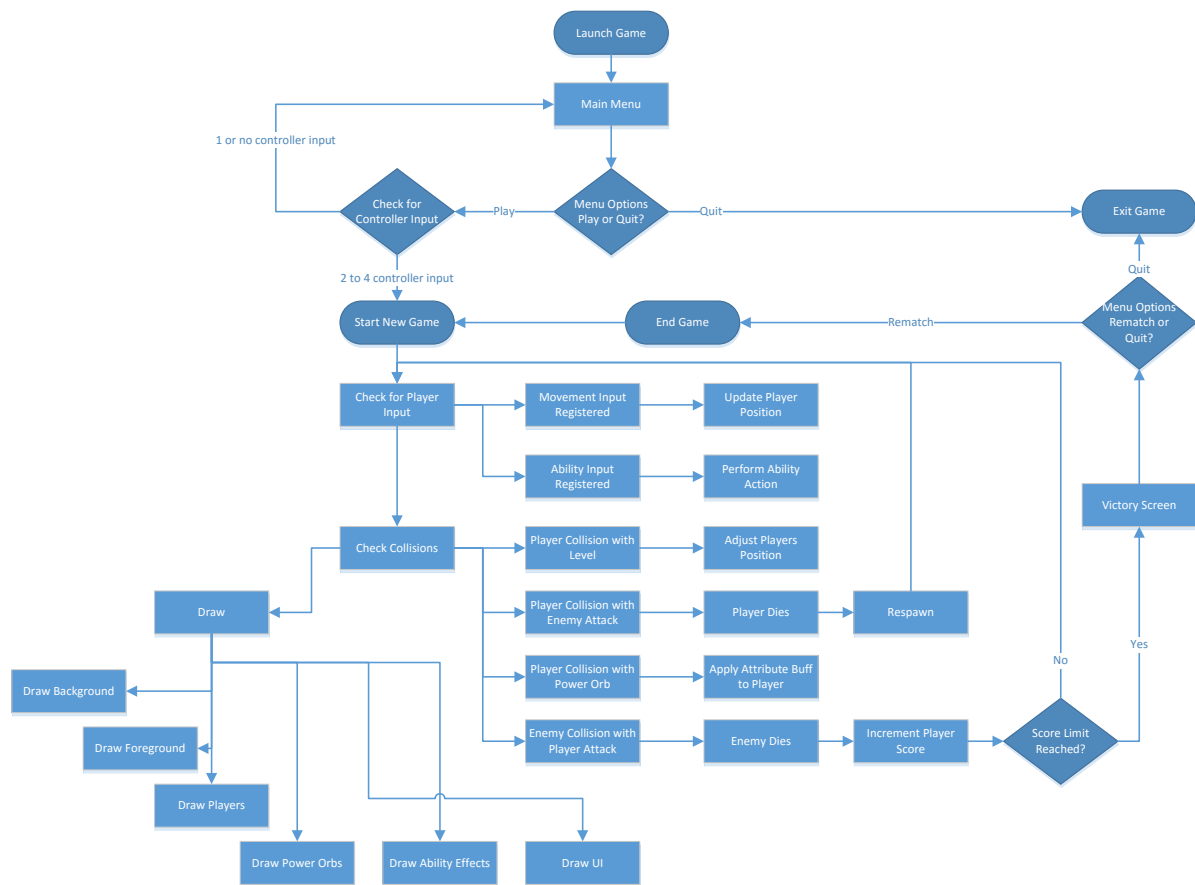 Launch Game
Main Menu
1 or no controller input
Check for
Controller Input
Play
Menu Options
Play or Quit?
Quit
Exit Game
2 to 4 controller input
Quit
Start New Game
End Game
Rematch
Menu Options
Rematch or
Quit?
Check for Player
Input
Movement Input
Registered
Update Player
Position
Ability Input
Registered
Perform Ability
Action
Victory Screen
Check Collisions
Player Collision with
Level
Adjust Players
Position
Draw
Player Collision with
Enemy Attack
Player Dies
Respawn
Yes
No
Draw Background
Player Collision with
Power Orb
Apply Attribute Buff
to Player
Draw Foreground
Enemy Collision with
Player Attack
Enemy Dies
Increment Player
Score
Score Limit
Reached?
Draw Players
Draw Power Orbs
Draw Ability Effects
Draw UI